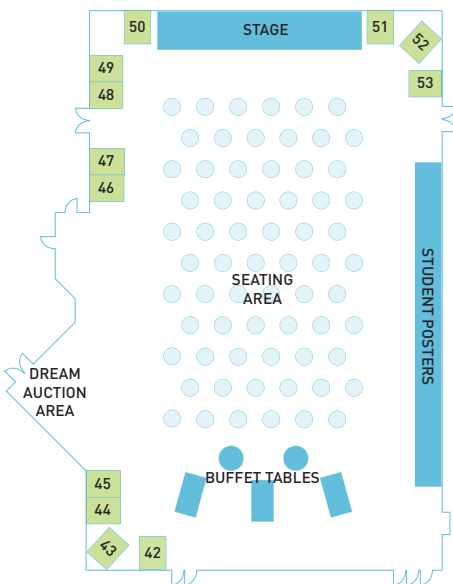 50
STAGE
51
52
49
48
53
47
46
SEATING
AREA
STUDENT POSTERS
DREAM
AUCTION
AREA
BUFFET TABLES
45
44
43
42